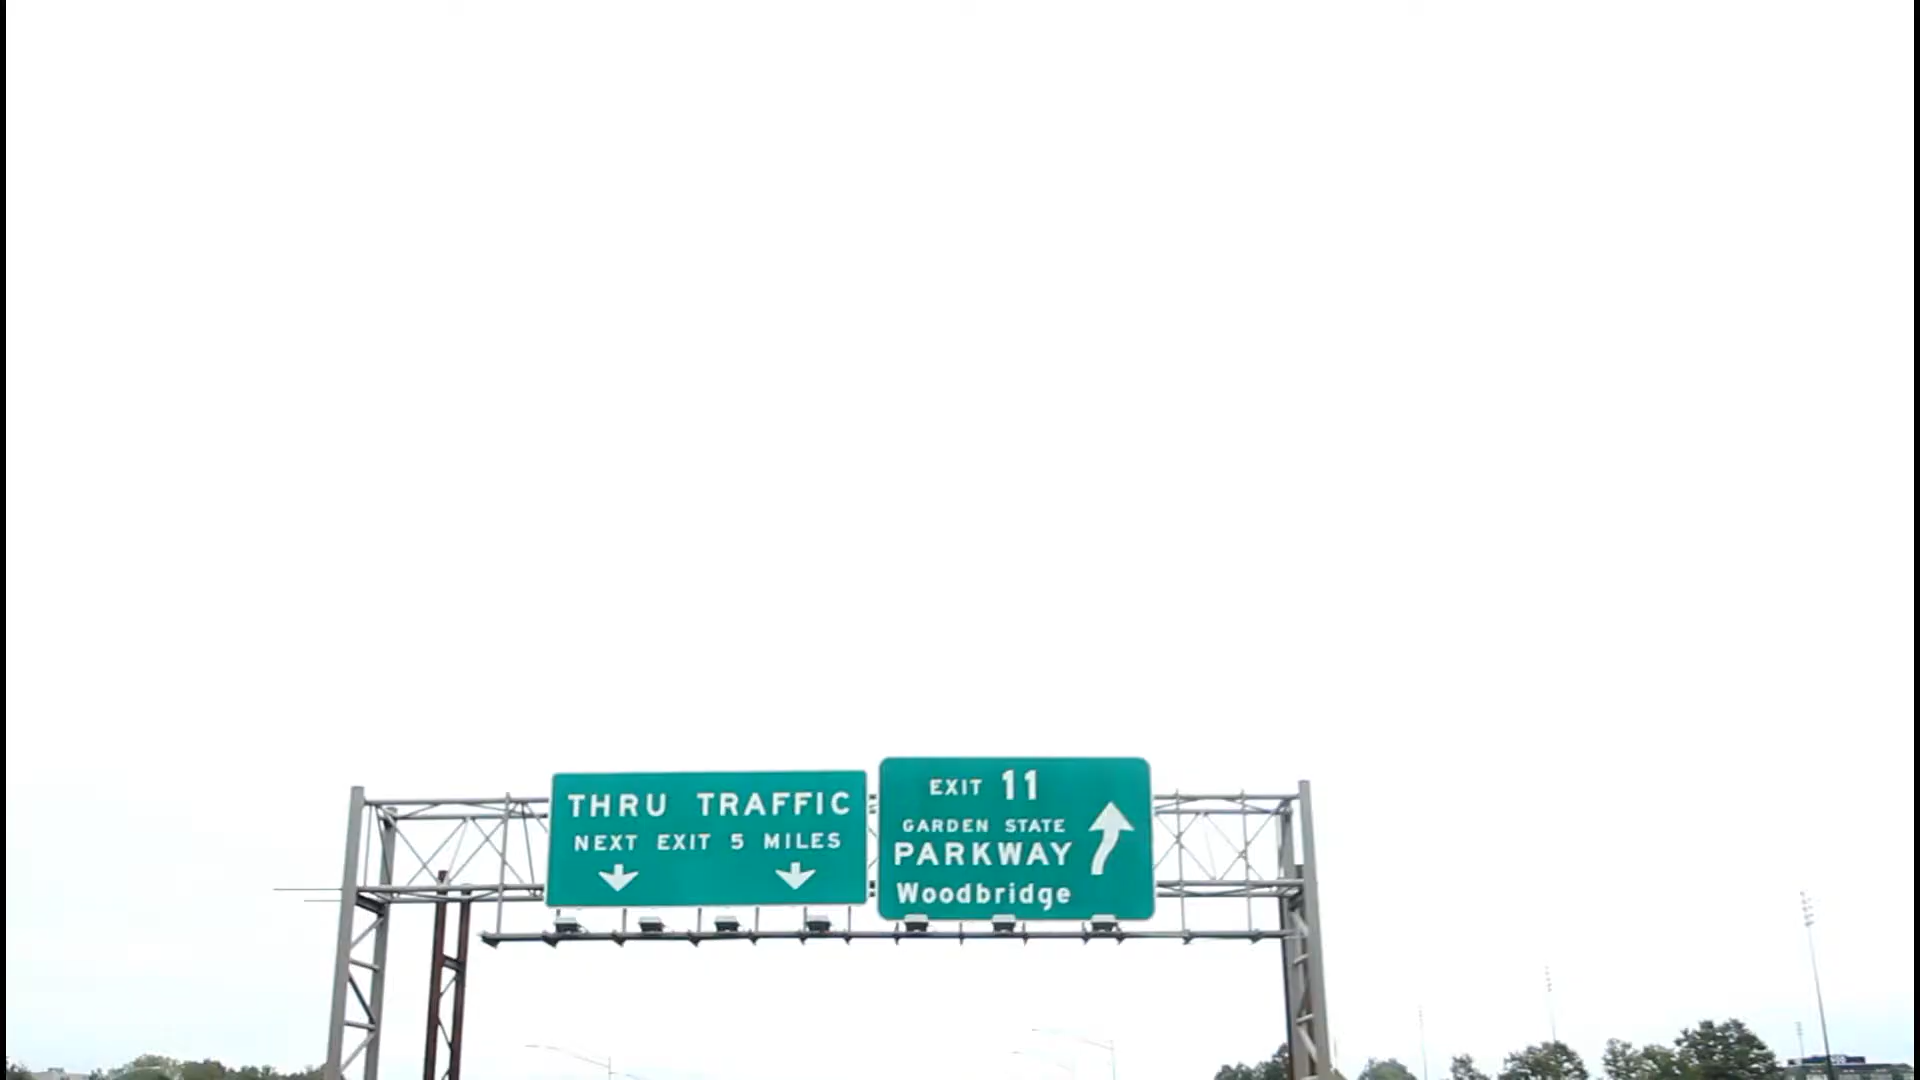 THRU TRAFFIC
NEXT EXIT 5 MILES
EXIT 11
GARDEN STATE
PARKWAY
Woodbridge